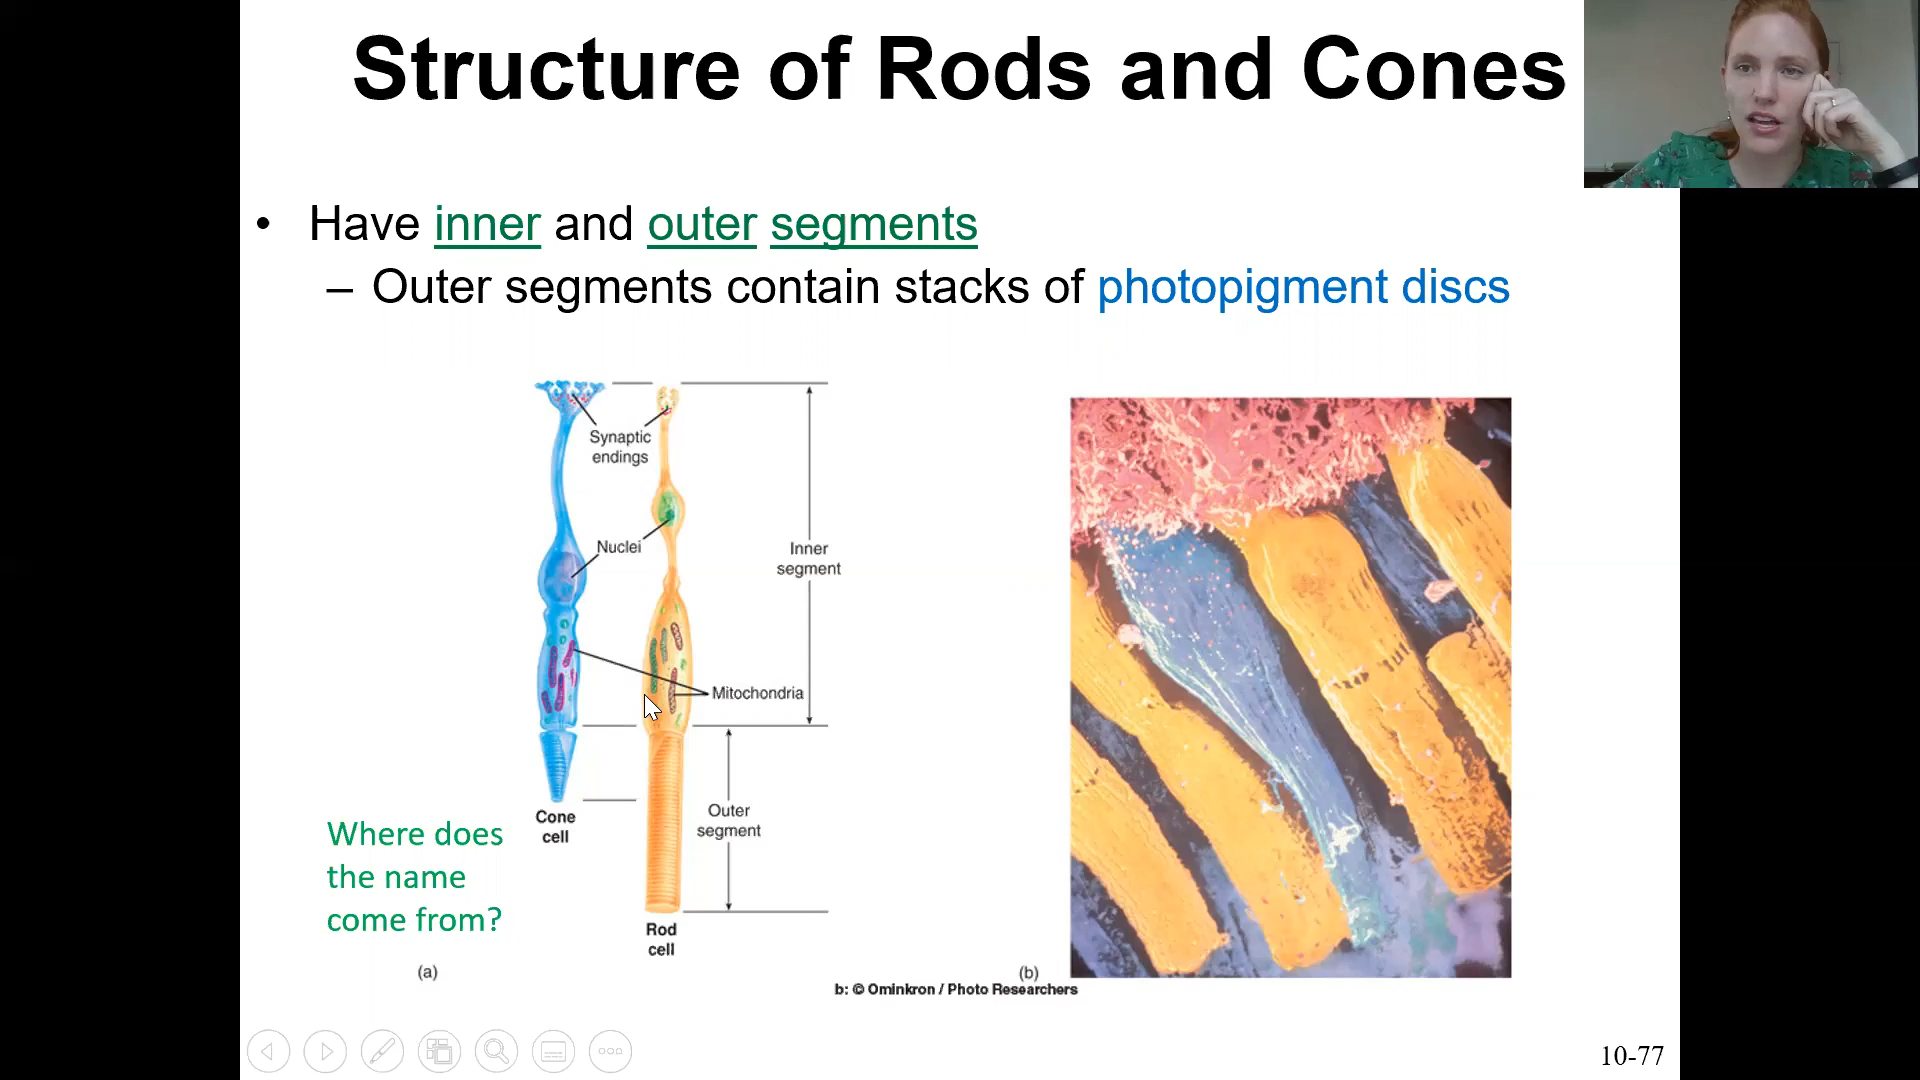 Structure of Rods and Cones
• Have inner and outer segments
– Outer segments contain stacks of photopigment discs
Synaptic
endings
Nuclei
Inner
segment
Mitochondria
Outer
segment
Cone
cell
Rod
cell
Where does
the name
come from?
(a)
(b)
b: © Ominkron / Photo Researchers
10-77